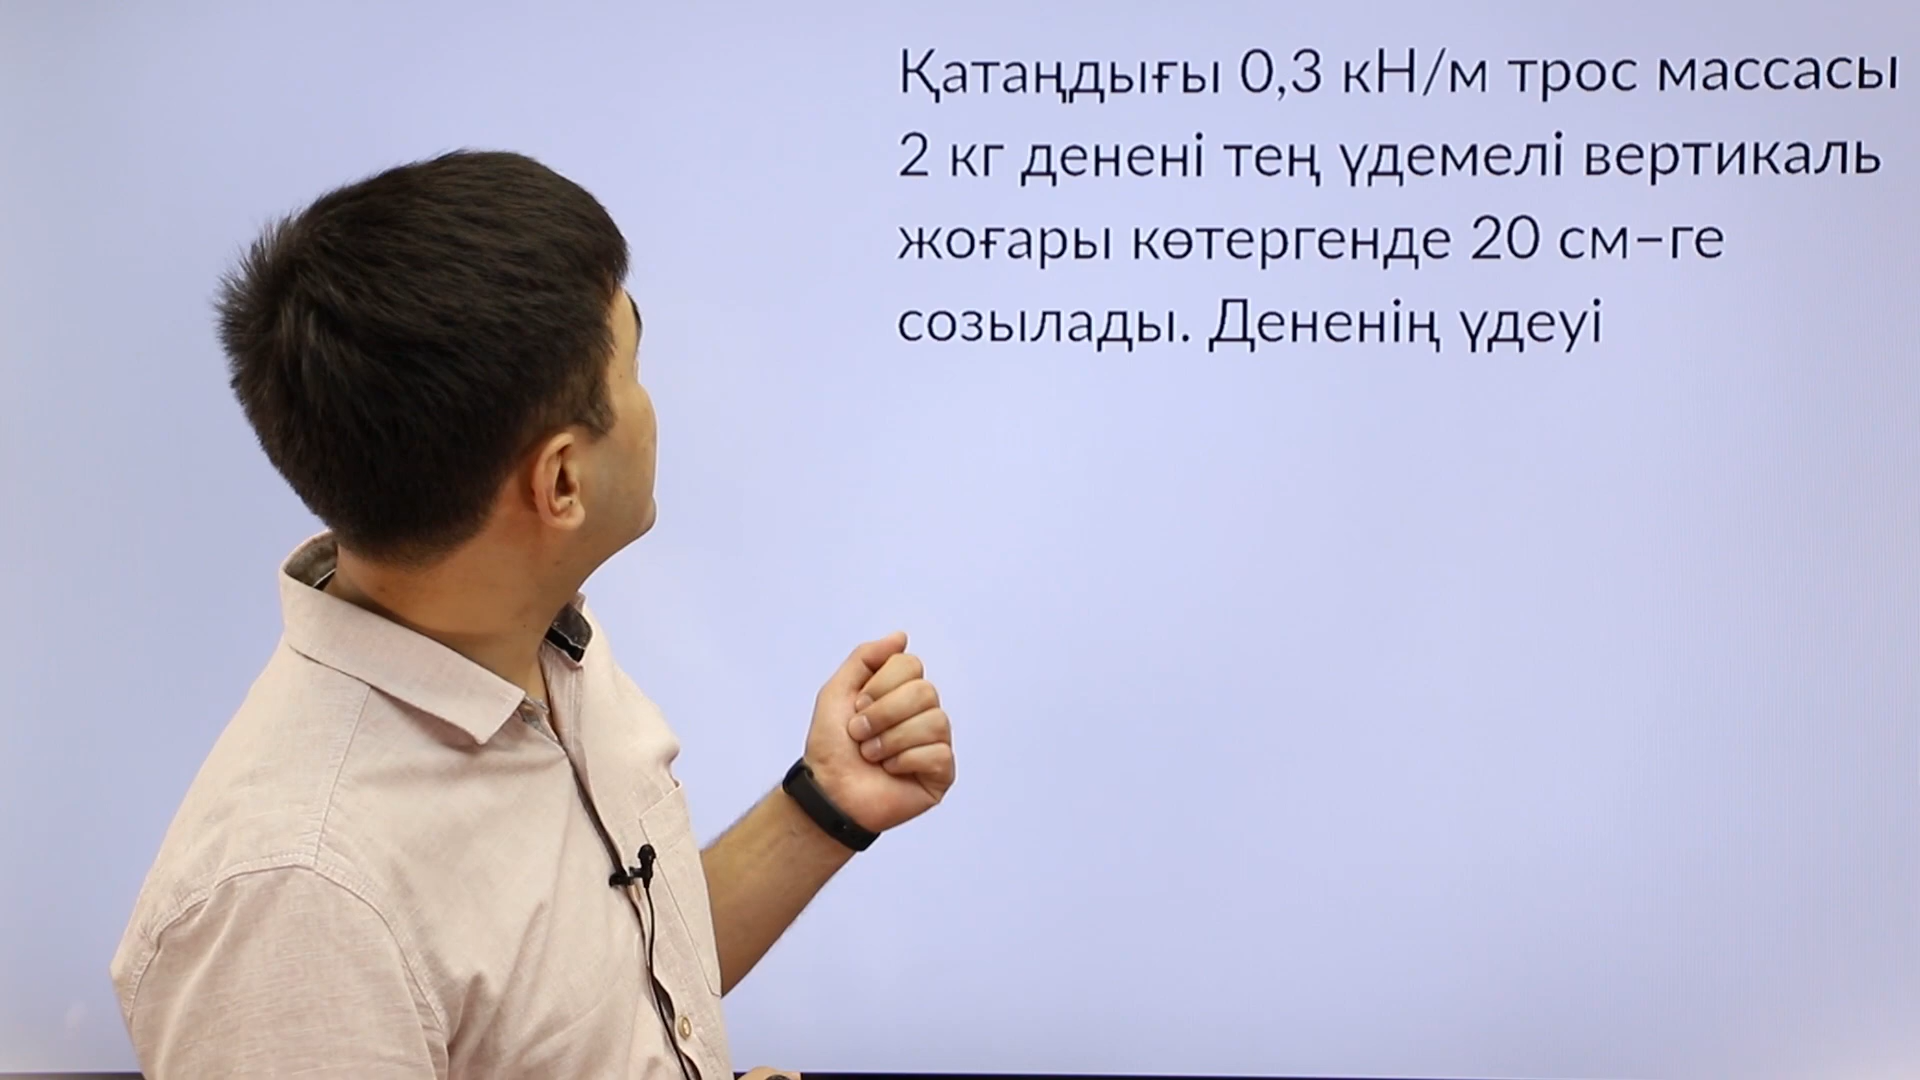 Қатаңдығы 0,3 кН/м трос массасы
2 кг денені тең үдемелі вертикаль
жоғары көтергенде 20 см–ге
созылады. Дененің үдеуі